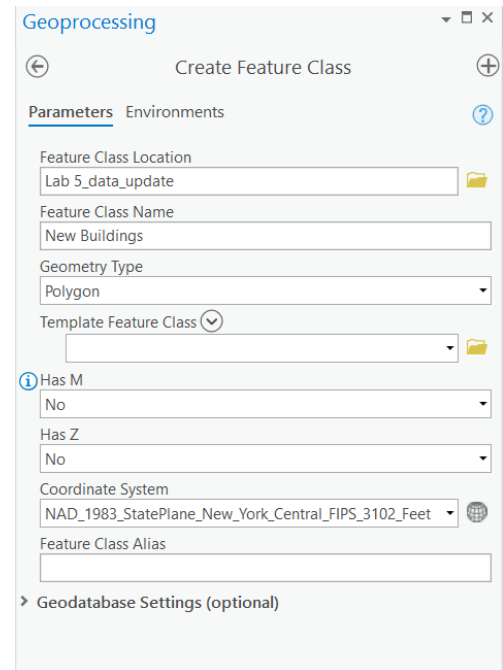 Geoprocessing
Create Feature Class
Parameters Environments
Feature Class Location
Lab 5_data_update
Feature Class Name
New Buildings
Geometry Type
Polygon
Template Feature Class
Has M
No
Has Z
No
Coordinate System
NAD_1983_StatePlane_New_York_Central_FIPS_3102_Feet
Feature Class Alias
Geodatabase Settings (optional)